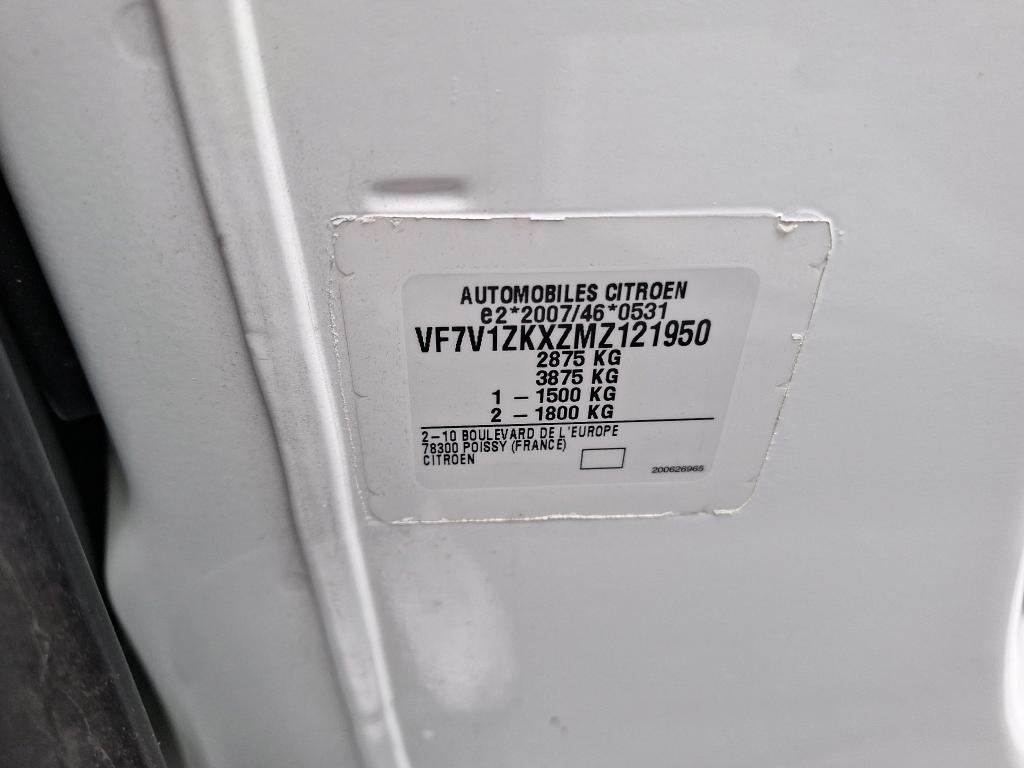 AUTOMOBILES CITROEN
e2*2007/46*0531
VF7V1ZKXZMZ121950
2875 KG
3875 KG
1 – 1500 KG
2 – 1800 KG
2–10 BOULEVARD DE L'EUROPE
78300 POISSY (FRANCE)
CITROEN
200626965